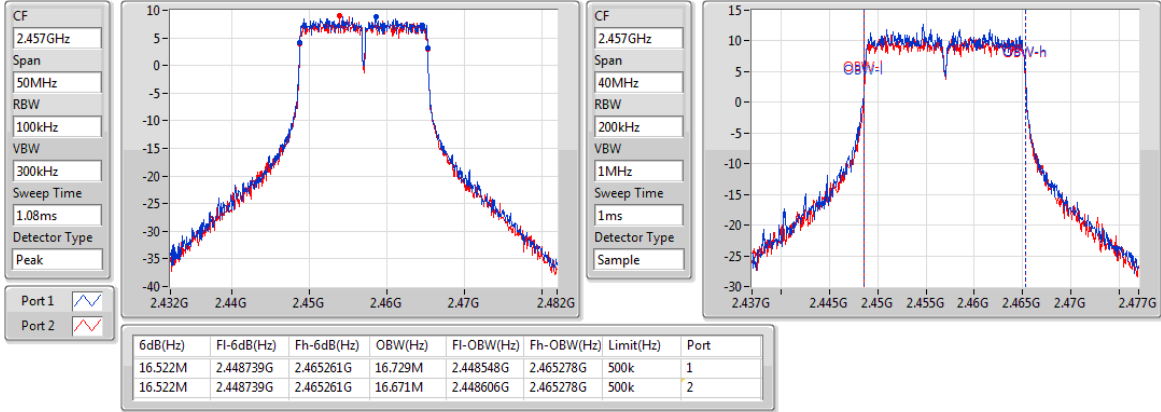 CF
2.457GHz
Span
50MHz
RBW
100kHz
VBW
300kHz
Sweep Time
1.08ms
Detector Type
Peak
Port 1
Port 2
10
5
0
-5
-10
-15
-20
-25
-30
-35
-40
2.432G 2.44G 2.45G 2.46G 2.47G 2.482G
CF
2.457GHz
Span
40MHz
RBW
200kHz
VBW
1MHz
Sweep Time
1ms
Detector Type
Sample
15
10
5
0
-5
-10
-15
-20
-25
-30
OBW-l
OBW-h
2.437G 2.445G 2.45G 2.455G 2.46G 2.465G 2.47G 2.477G
6dB(Hz) Fl-6dB(Hz) Fh-6dB(Hz) OBW(Hz) Fl-OBW(Hz) Fh-OBW(Hz) Limit(Hz) Port
16.522M 2.448739G 2.465261G 16.729M 2.448548G 2.465278G 500k 1
16.522M 2.448739G 2.465261G 16.671M 2.448606G 2.465278G 500k 2